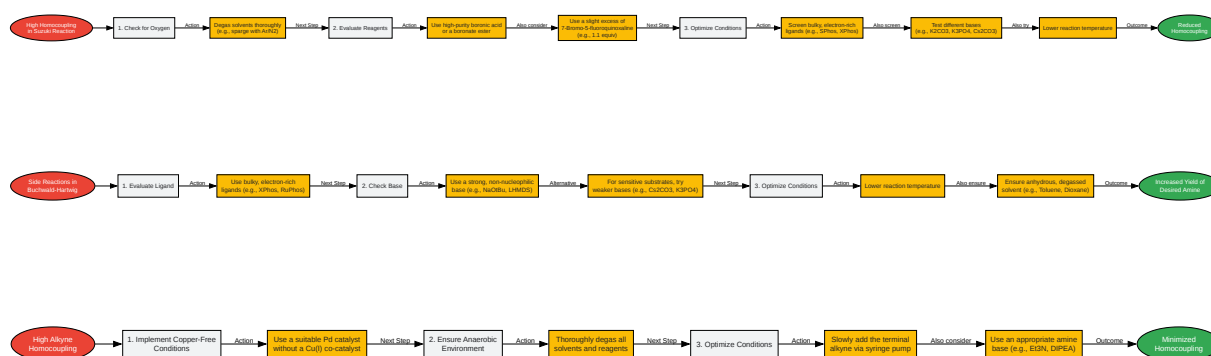 High Homocoupling
in Suzuki Reaction
1. Check for Oxygen
Action
Degas solvents thoroughly
(e.g., sparge with Ar/N2)
Next Step
2. Evaluate Reagents
Action
Use high-purity boronic acid
or a boronate ester
Also consider
Use a slight excess of
7-Bromo-5-fluoroquinoxaline
(e.g., 1.1 equiv)
Next Step
3. Optimize Conditions
Action
Screen bulky, electron-rich
ligands (e.g., SPhos, XPhos)
Also screen
Test different bases
(e.g., K2CO3, K3PO4, Cs2CO3)
Also try
Lower reaction temperature
Outcome
Reduced
Homocoupling
Side Reactions in
Buchwald-Hartwig
1. Evaluate Ligand
Action
Use bulky, electron-rich
ligands (e.g., XPhos, RuPhos)
Next Step
2. Check Base
Action
Use a strong, non-nucleophilic
base (e.g., NaOtBu, LHMDS)
Alternative
For sensitive substrates, try
weaker bases (e.g., Cs2CO3, K3PO4)
Next Step
3. Optimize Conditions
Action
Lower reaction temperature
Also ensure
Ensure anhydrous, degassed
solvent (e.g., Toluene, Dioxane)
Outcome
Increased Yield of
Desired Amine
High Alkyne
Homocoupling
1. Implement Copper-Free
Conditions
Action
Use a suitable Pd catalyst
without a Cu(I) co-catalyst
Next Step
2. Ensure Anaerobic
Environment
Action
Thoroughly degas all
solvents and reagents
Next Step
3. Optimize Conditions
Action
Slowly add the terminal
alkyne via syringe pump
Also consider
Use an appropriate amine
base (e.g., Et3N, DIPEA)
Outcome
Minimized
Homocoupling